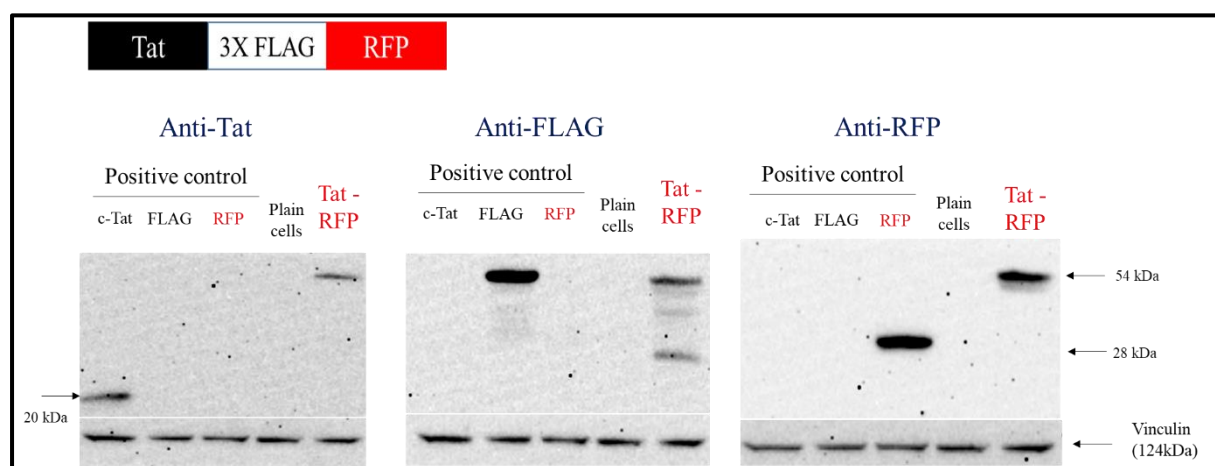 Tat 3X FLAG RFP
Anti-Tat Anti-FLAG Anti-RFP
Positive control Positive control Positive control
c-Tat FLAG RFP Plain cells Tat - RFP
c-Tat FLAG RFP Plain cells Tat - RFP
c-Tat FLAG RFP Plain cells Tat - RFP
54 kDa
28 kDa
20 kDa
Vinculin
(124kDa)